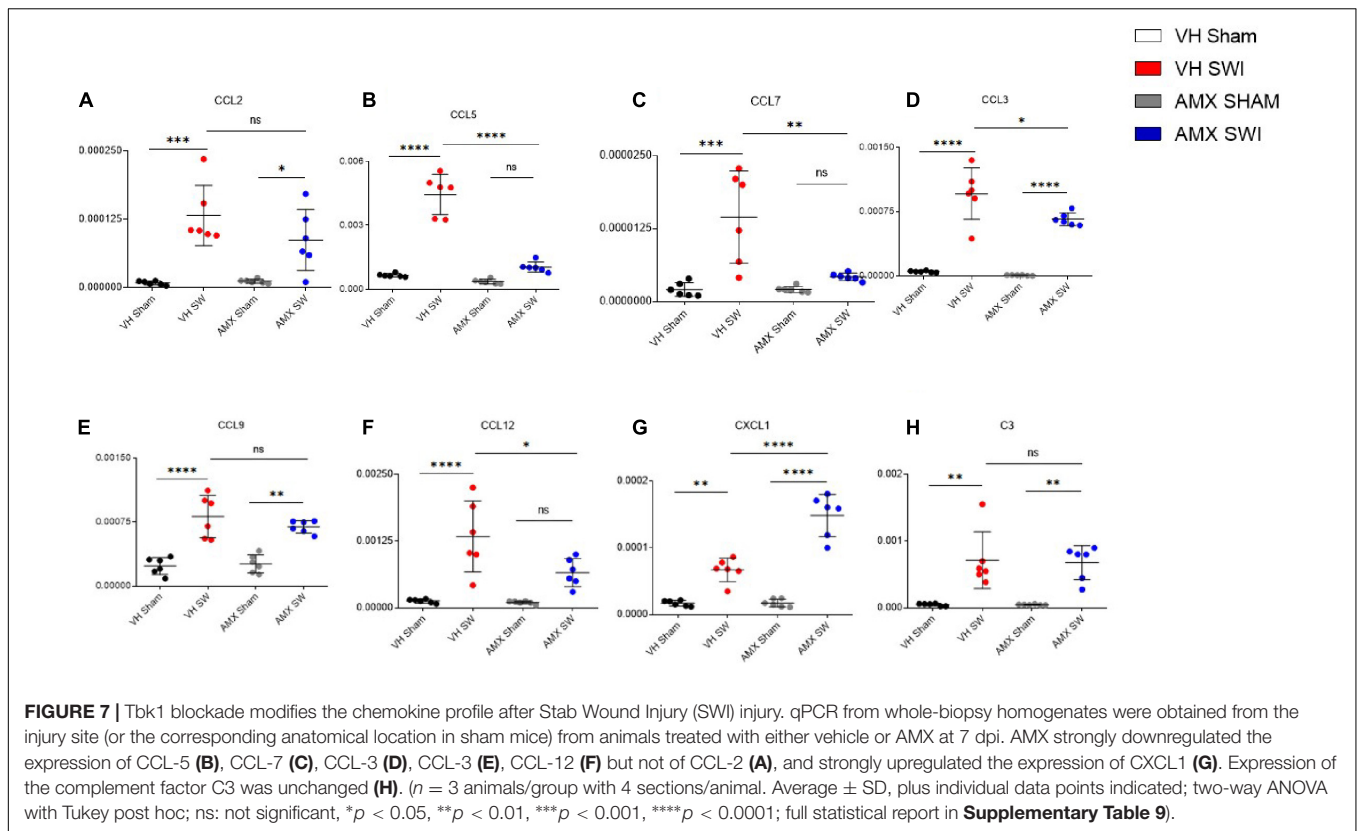 VH Sham
VH SWI
AMX SHAM
AMX SWI
A
CCL2
ns
***
*
0.000250
0.000125
0.000000
VH Sham
VH SW
AMX Sham
AMX SW
B
CCL5
****
****
ns
0.006
0.003
0.000
VH Sham
VH SW
AMX Sham
AMX SW
C
CCL7
**
***
ns
0.0000250
0.0000125
0.0000000
VH Sham
VH SW
AMX Sham
AMX SW
D
CCL3
*
****
****
0.00150
0.00075
0.00000
VH Sham
VH SW
AMX Sham
AMX SW
E
CCL9
ns
****
**
0.00150
0.00075
0.00000
VH Sham
VH SW
AMX Sham
AMX SW
F
CCL12
*
****
ns
0.00250
0.00125
0.00000
VH Sham
VH SW
AMX Sham
AMX SW
G
CXCL1
****
**
****
0.0002
0.0001
0.0000
VH Sham
VH SW
AMX Sham
AMX SW
H
C3
ns
**
**
0.002
0.001
0.000
VH Sham
VH SW
AMX Sham
AMX SW
FIGURE 7 | Tbk1 blockade modifies the chemokine profile after Stab Wound Injury (SWI) injury. qPCR from whole-biopsy homogenates were obtained from the
injury site (or the corresponding anatomical location in sham mice) from animals treated with either vehicle or AMX at 7 dpi. AMX strongly downregulated the
expression of CCL-5 (B), CCL-7 (C), CCL-3 (D), CCL-3 (E), CCL-12 (F) but not of CCL-2 (A), and strongly upregulated the expression of CXCL1 (G). Expression of
the complement factor C3 was unchanged (H). (n = 3 animals/group with 4 sections/animal. Average ± SD, plus individual data points indicated; two-way ANOVA
with Tukey post hoc; ns: not significant, *p < 0.05, **p < 0.01, ***p < 0.001, ****p < 0.0001; full statistical report in Supplementary Table 9).